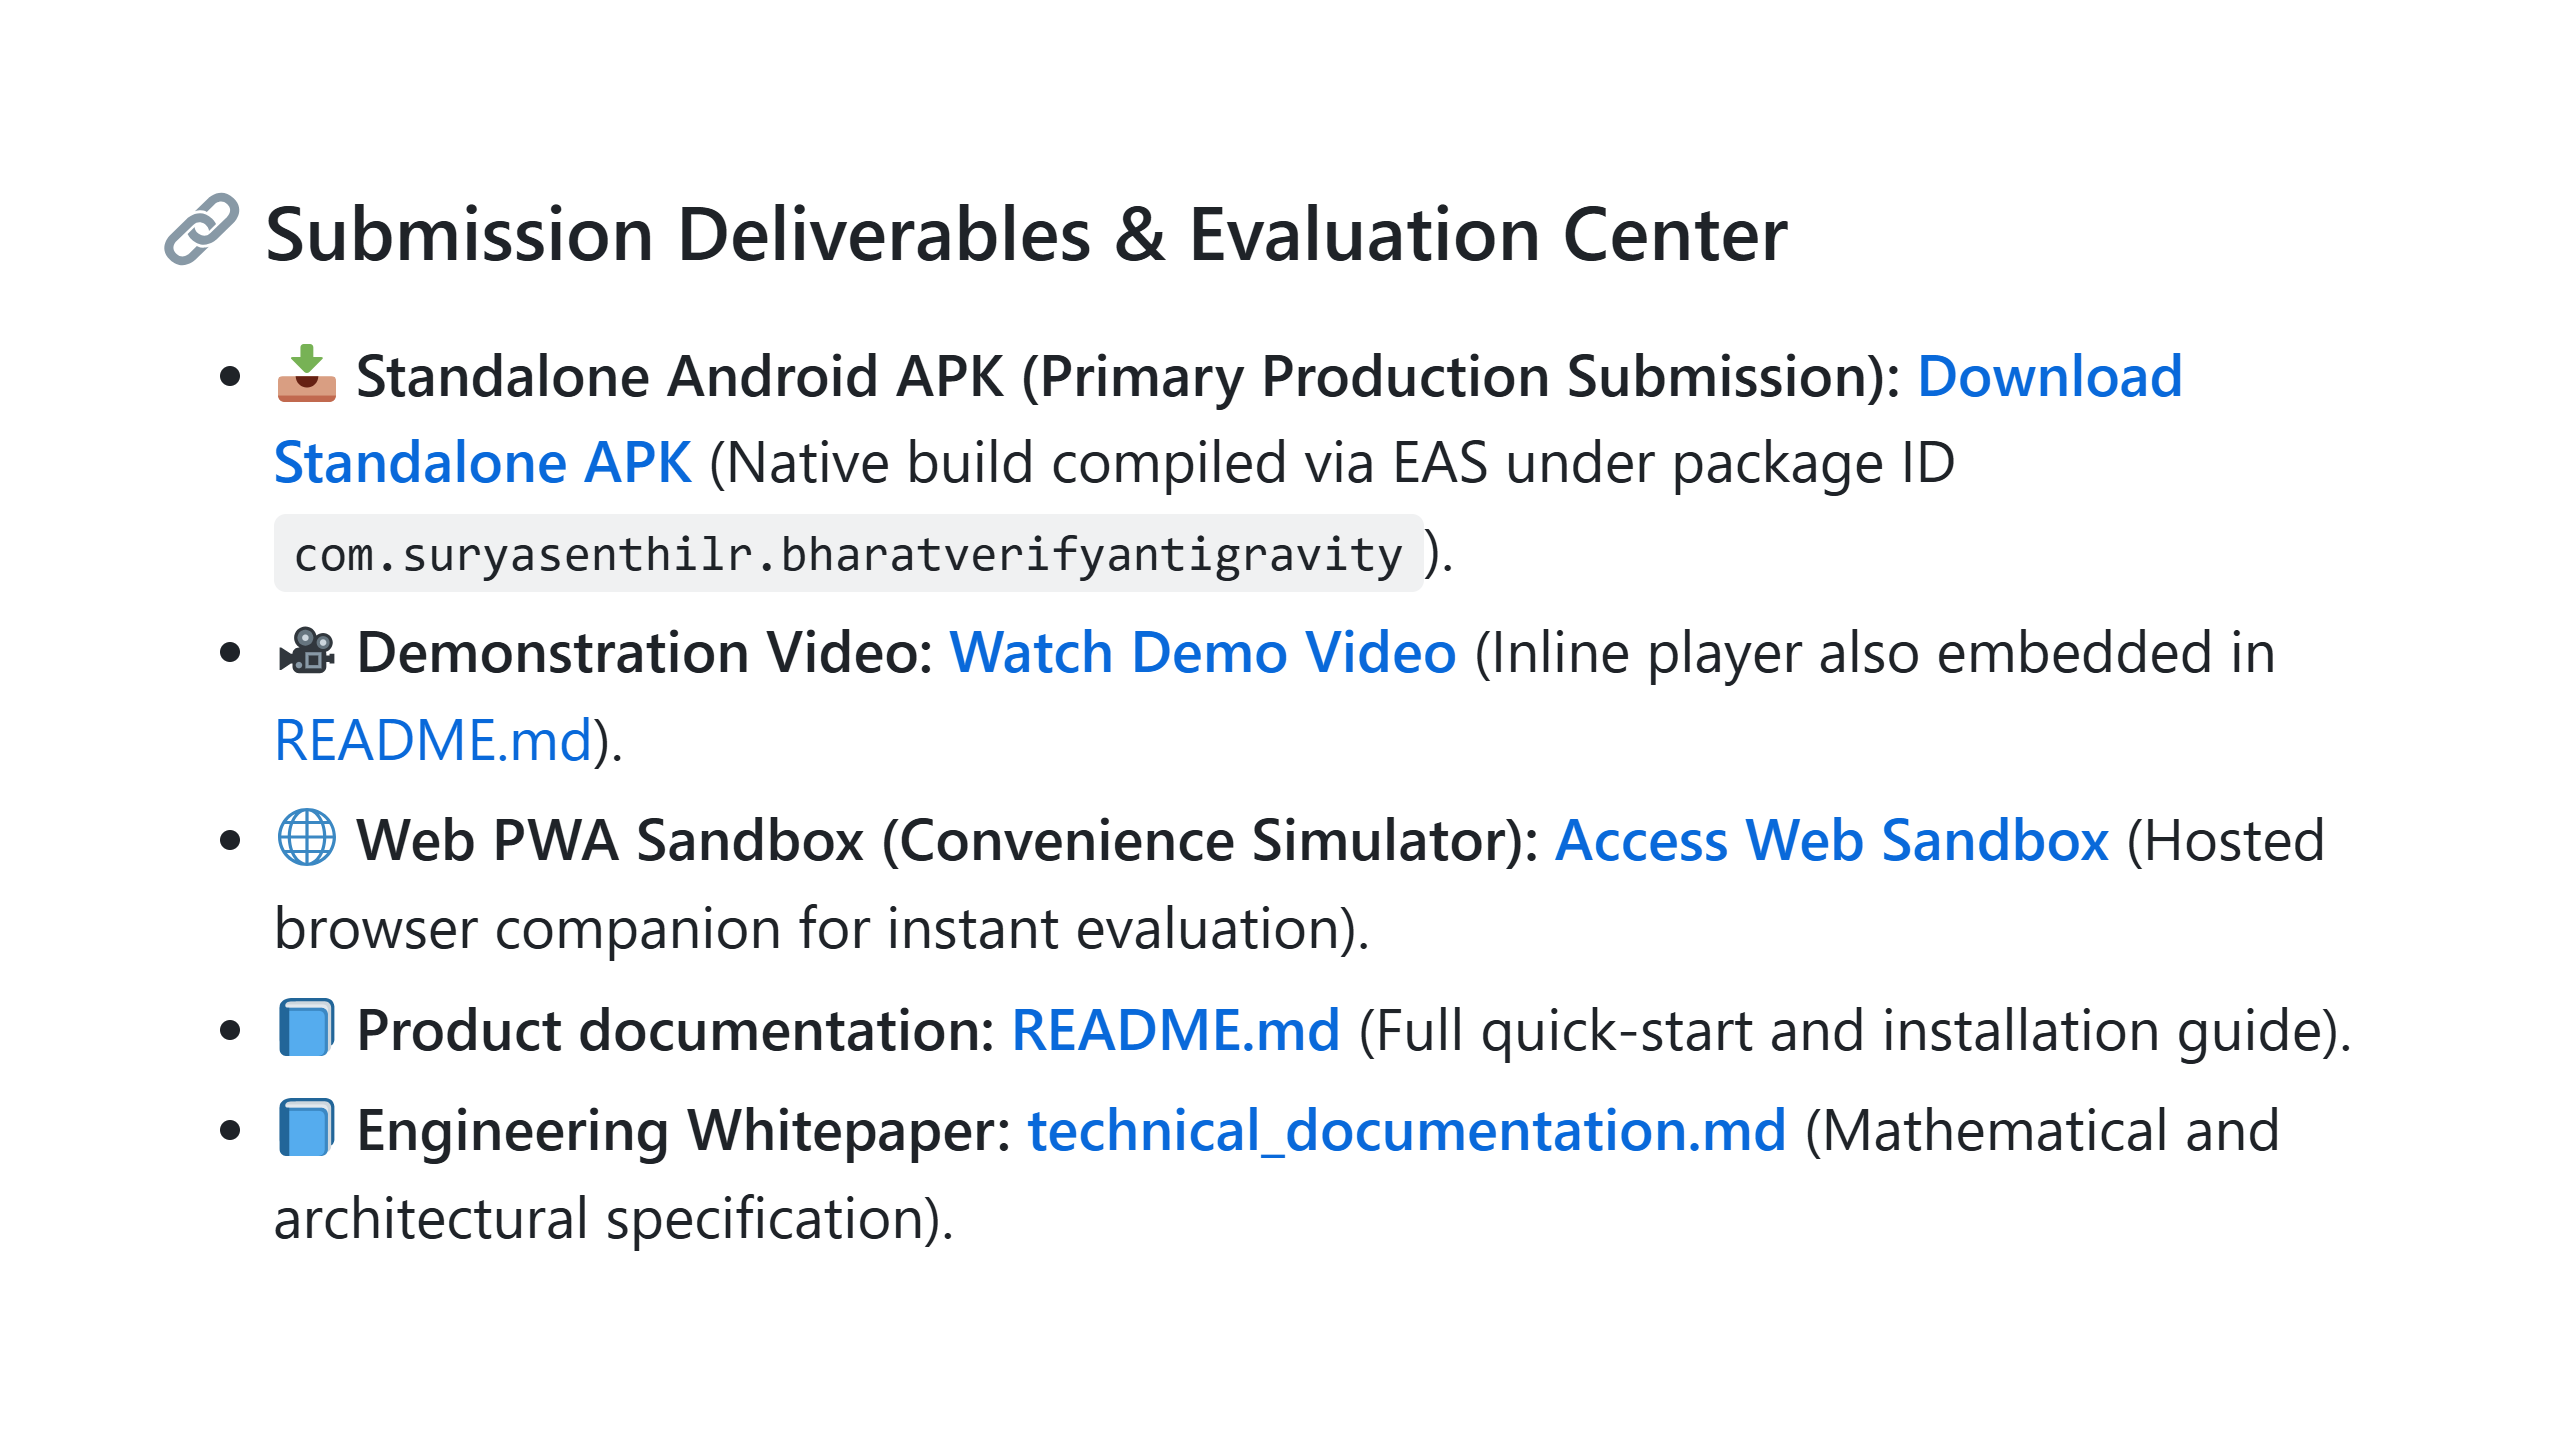 Submission Deliverables & Evaluation Center
Standalone Android APK (Primary Production Submission): Download
Standalone APK (Native build compiled via EAS under package ID
com.suryasenthilr.bharatverifyantigravity).
Demonstration Video: Watch Demo Video (Inline player also embedded in
README.md).
Web PWA Sandbox (Convenience Simulator): Access Web Sandbox (Hosted
browser companion for instant evaluation).
Product documentation: README.md (Full quick-start and installation guide).
Engineering Whitepaper: technical_documentation.md (Mathematical and
architectural specification).